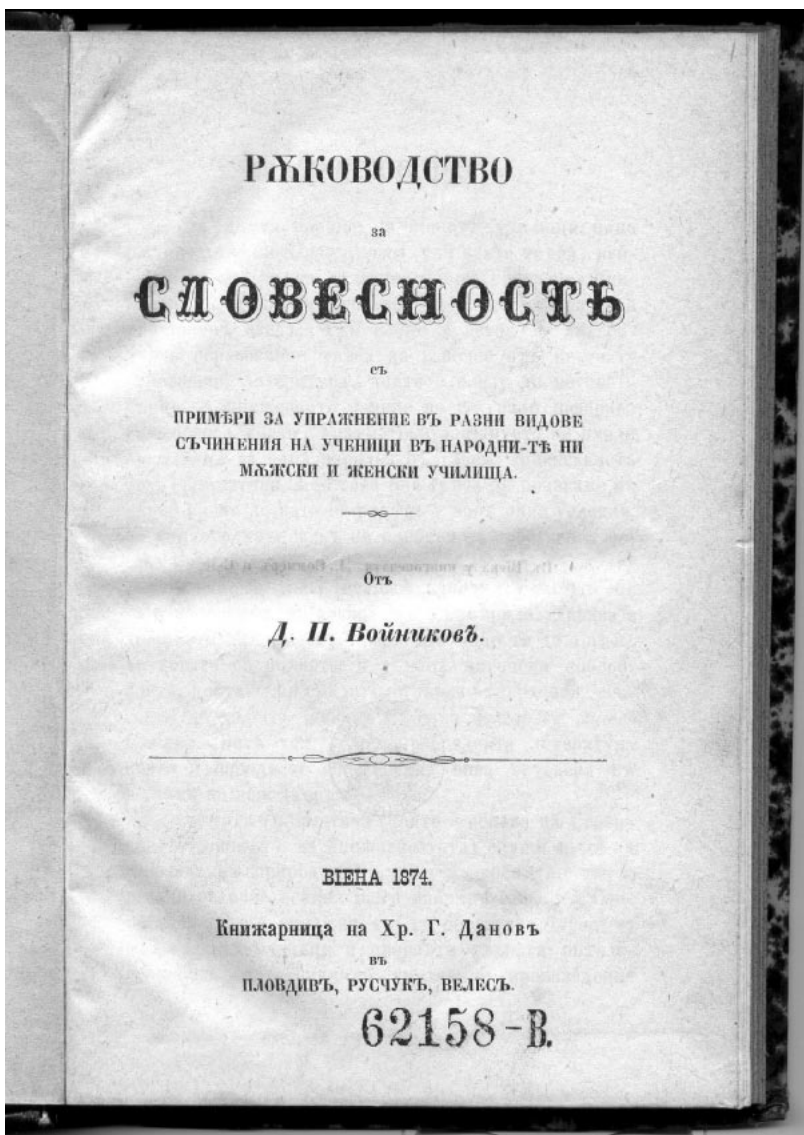 РѪКОВОДСТВО
за
СЛОВЕСНОСТЬ
съ
ПРИМѢРИ ЗА УПРАЖНЕНИЕ ВЪ РАЗНИ ВИДОВЕ
СЪЧИНЕНИЯ НА УЧЕНИЦИ ВЪ НАРОДНИ-ТѢ НИ
МѪЖСКИ И ЖЕНСКИ УЧИЛИЩА.
Отъ
Д. П. Войниковъ.
ВІЕНА 1874.
Книжарница на Хр. Г. Дановъ
въ
ПЛОВДИВЪ, РУСЧУКЪ, ВЕЛЕСЪ.
62158-В.